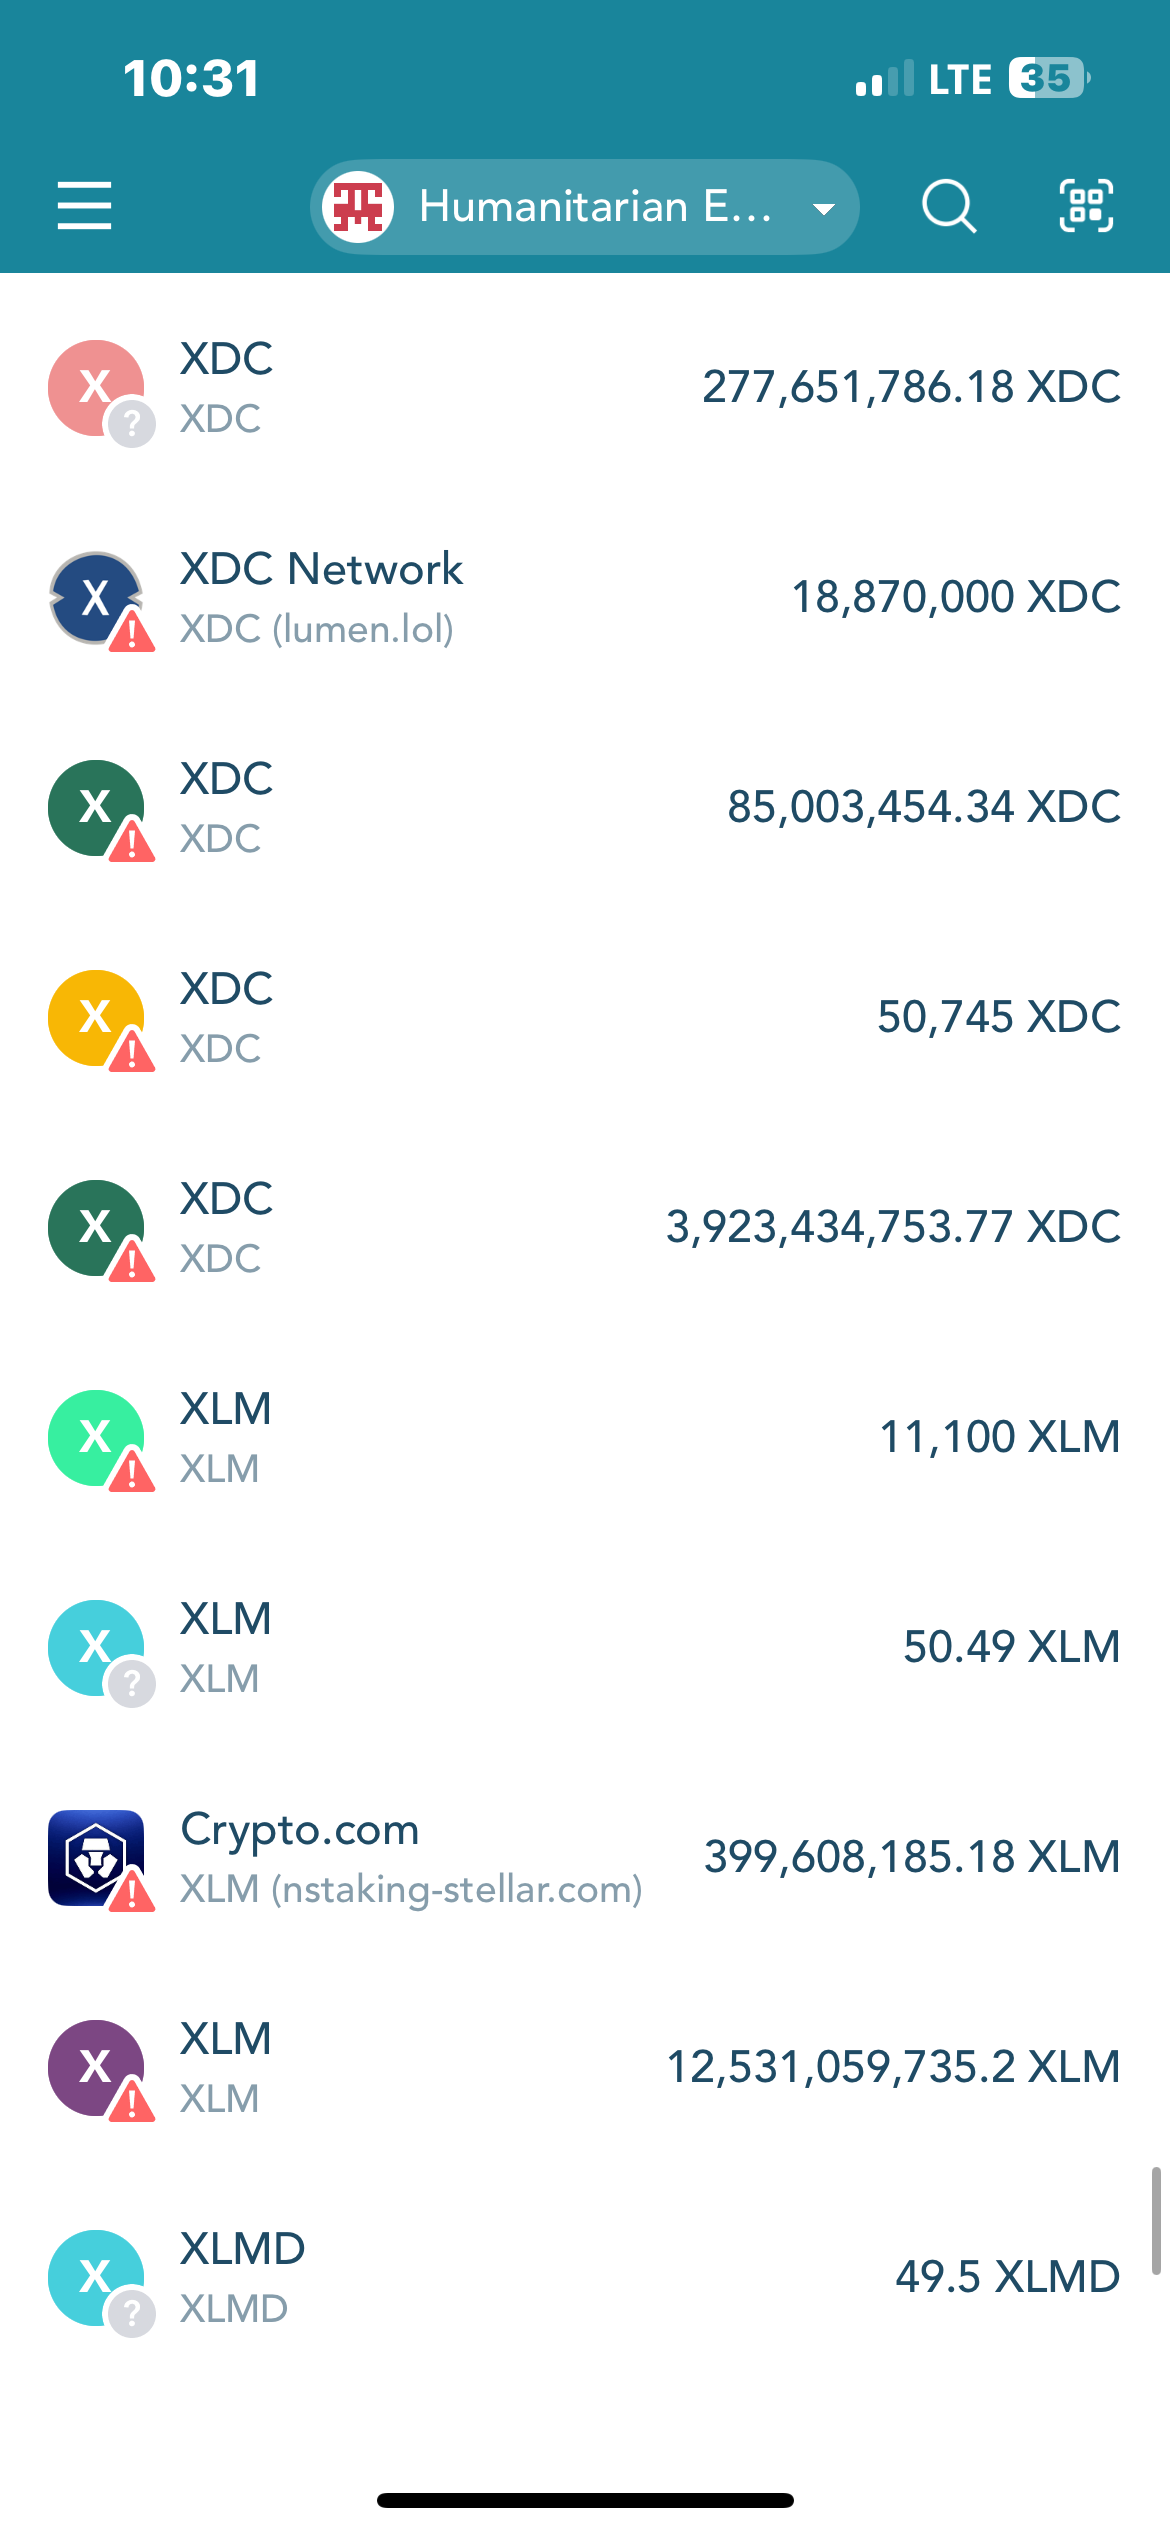 10:31
LTE 35
Humanitarian E...
X
?
XDC
XDC
277,651,786.18 XDC
X
!
XDC Network
XDC (lumen.lol)
18,870,000 XDC
X
!
XDC
XDC
85,003,454.34 XDC
X
!
XDC
XDC
50,745 XDC
X
!
XDC
XDC
3,923,434,753.77 XDC
X
!
XLM
XLM
11,100 XLM
X
?
XLM
XLM
50.49 XLM
!
Crypto.com
XLM (nstaking-stellar.com)
399,608,185.18 XLM
X
!
XLM
XLM
12,531,059,735.2 XLM
X
?
XLMD
XLMD
49.5 XLMD